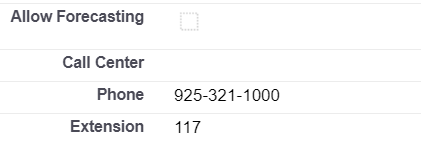 Allow Forecasting
Call Center
Phone 925-321-1000
Extension 117